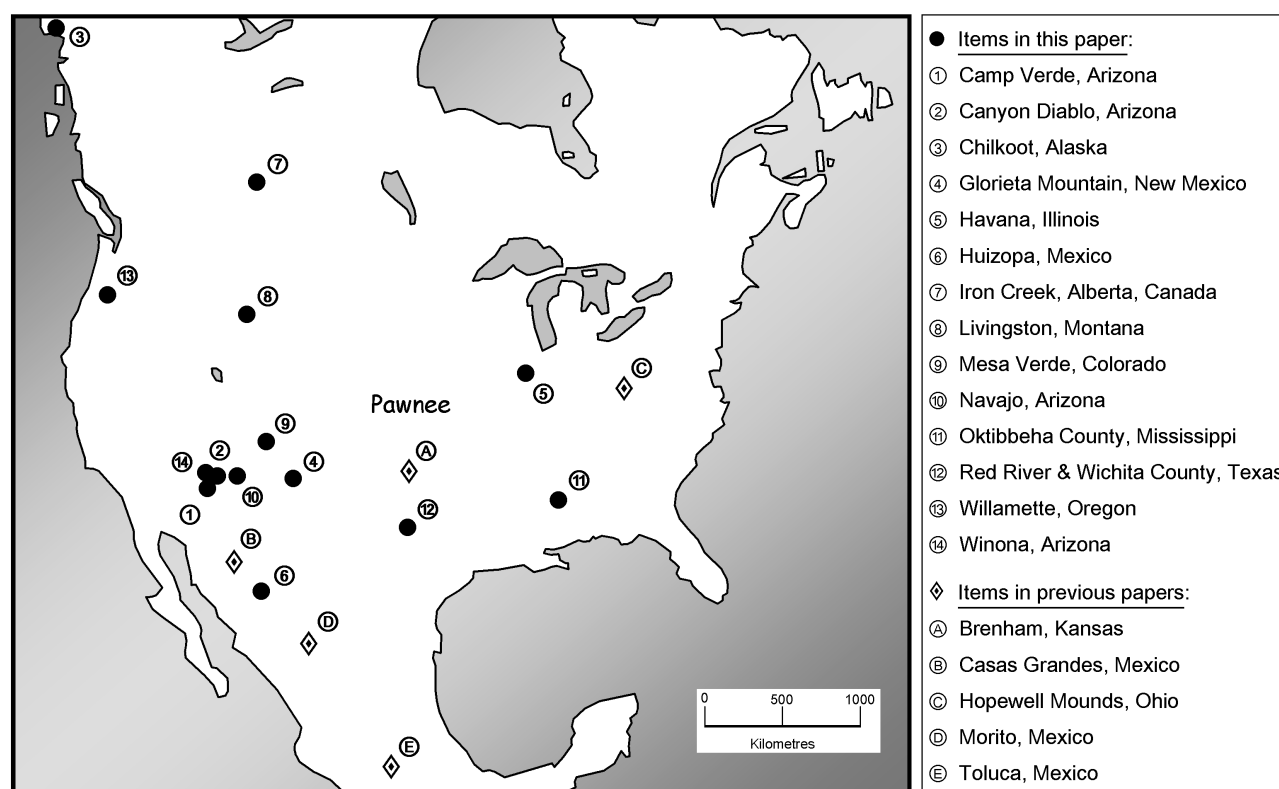 3
7
13
8
C
5
Pawnee
9
2
14
4
A
10
11
1
12
B
6
D
E
0 500 1000
Kilometres
Items in this paper:
1 Camp Verde, Arizona
2 Canyon Diablo, Arizona
3 Chilkoot, Alaska
4 Glorieta Mountain, New Mexico
5 Havana, Illinois
6 Huizopa, Mexico
7 Iron Creek, Alberta, Canada
8 Livingston, Montana
9 Mesa Verde, Colorado
10 Navajo, Arizona
11 Oktibbeha County, Mississippi
12 Red River & Wichita County, Texas
13 Willamette, Oregon
14 Winona, Arizona
Items in previous papers:
A Brenham, Kansas
B Casas Grandes, Mexico
C Hopewell Mounds, Ohio
D Morito, Mexico
E Toluca, Mexico